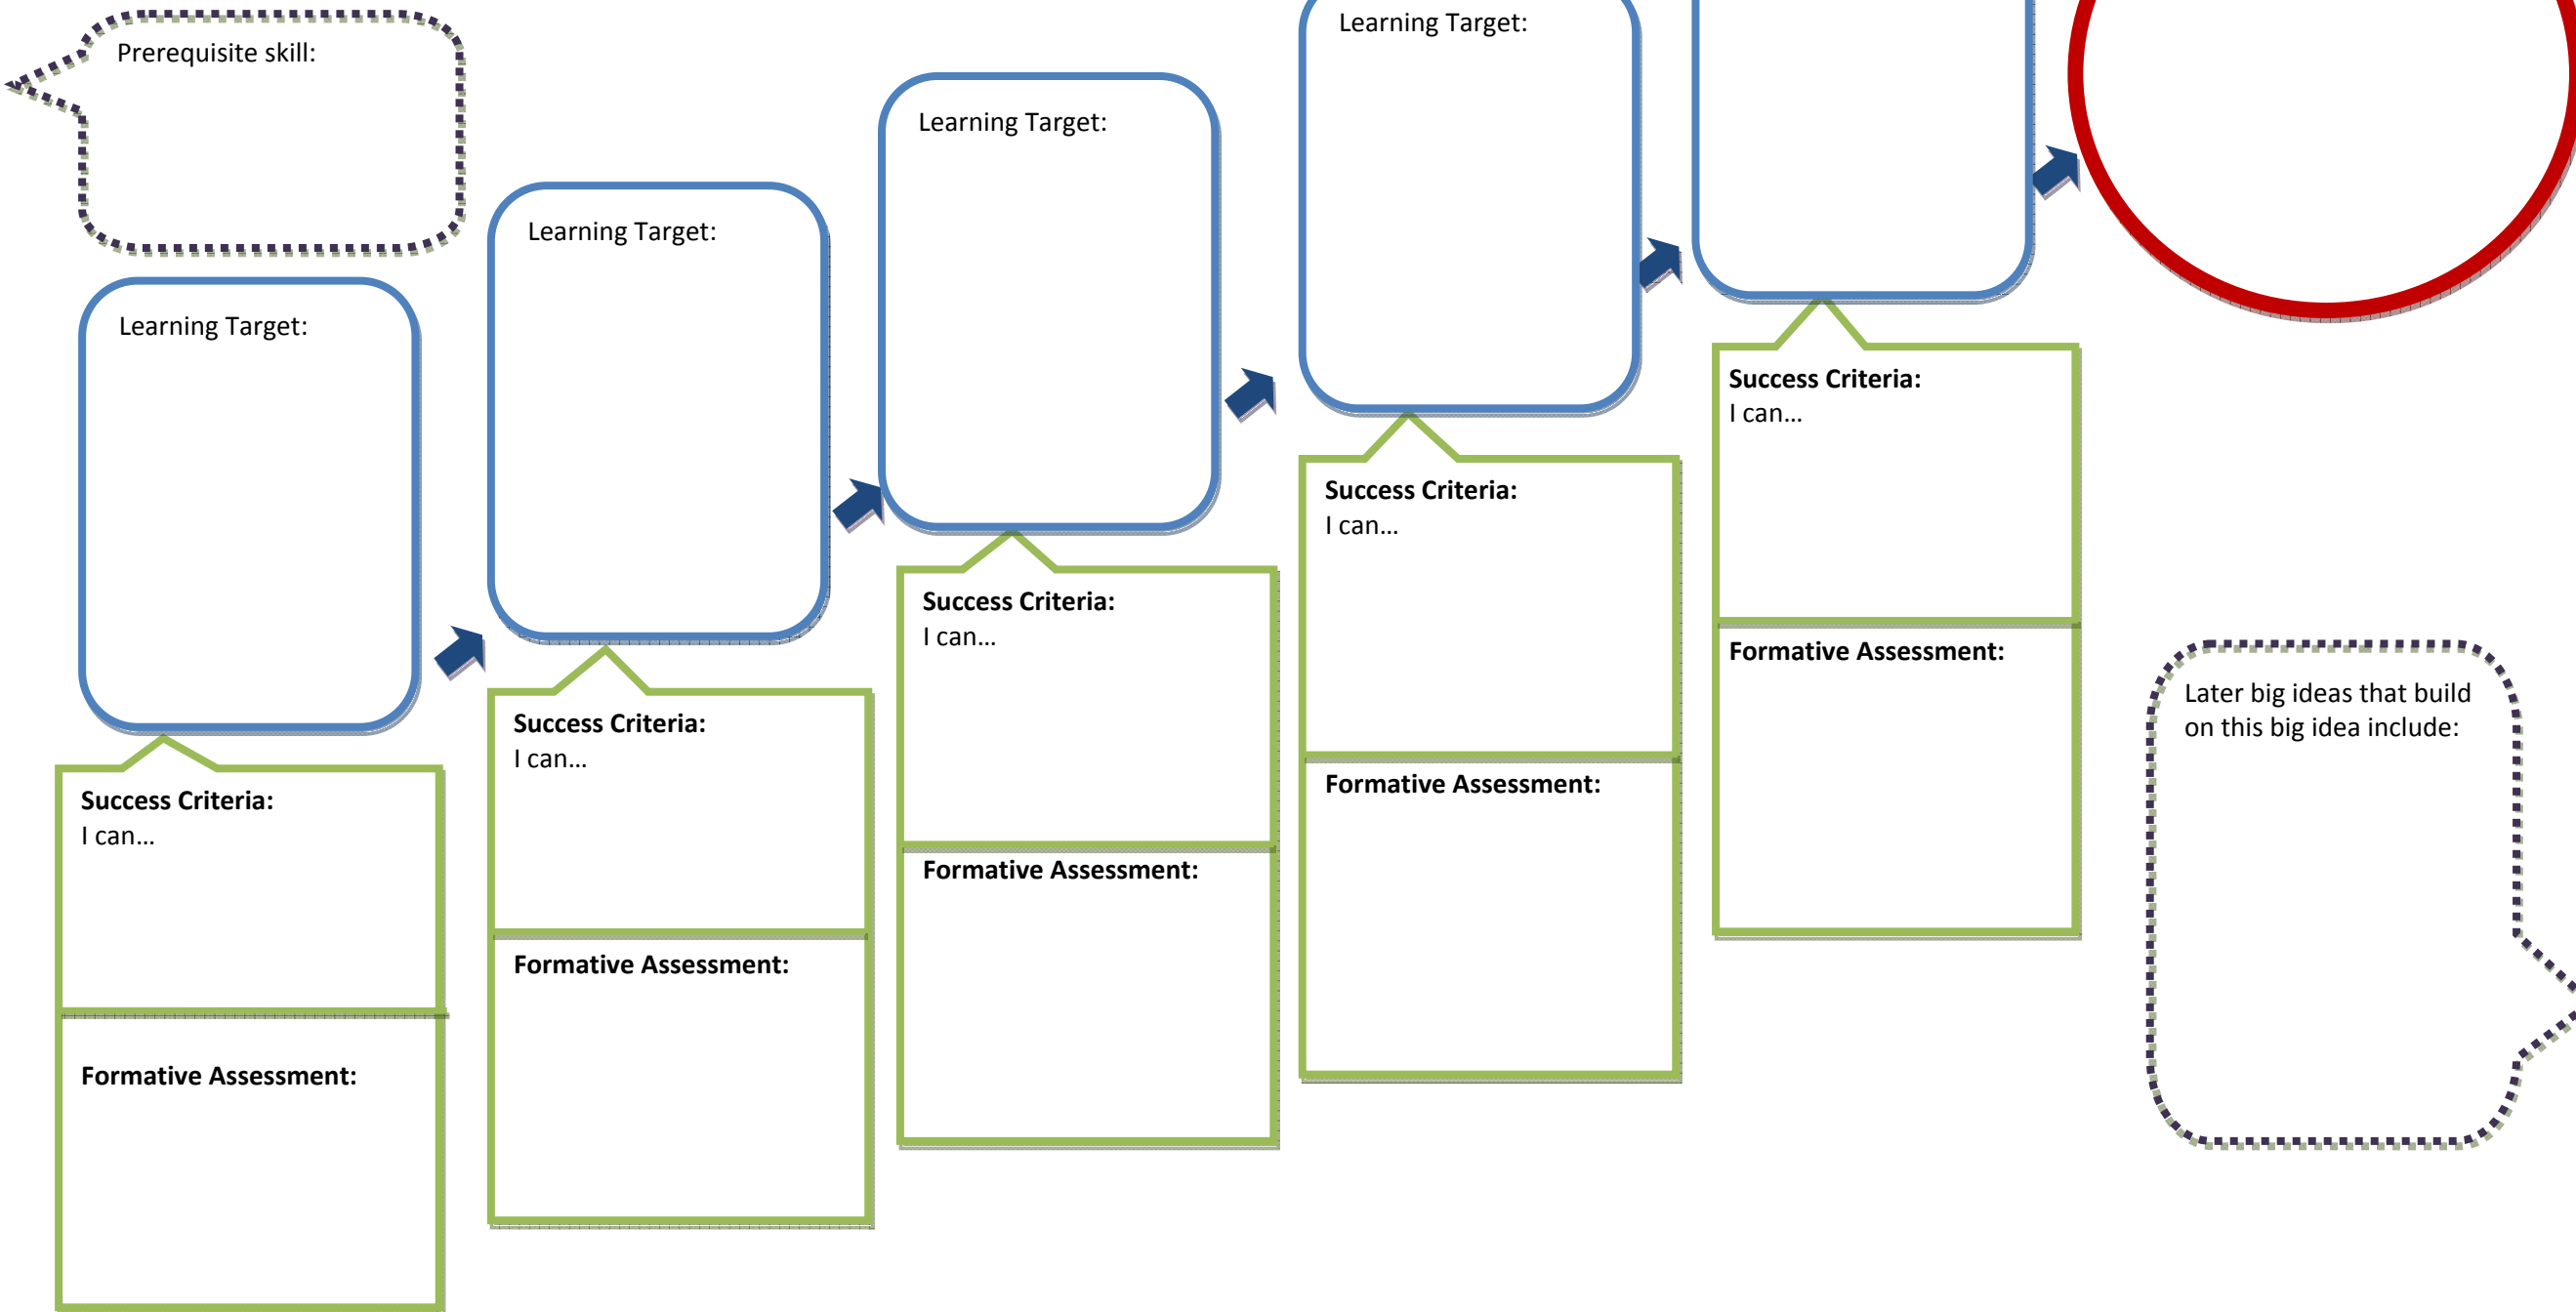 Prerequisite skill:
Learning Target:
Success Criteria:
I can...
Formative Assessment:
Learning Target:
Success Criteria:
I can...
Formative Assessment:
Learning Target:
Success Criteria:
I can...
Formative Assessment:
Learning Target:
Success Criteria:
I can...
Formative Assessment:
Success Criteria:
I can...
Formative Assessment:
Later big ideas that build
on this big idea include: